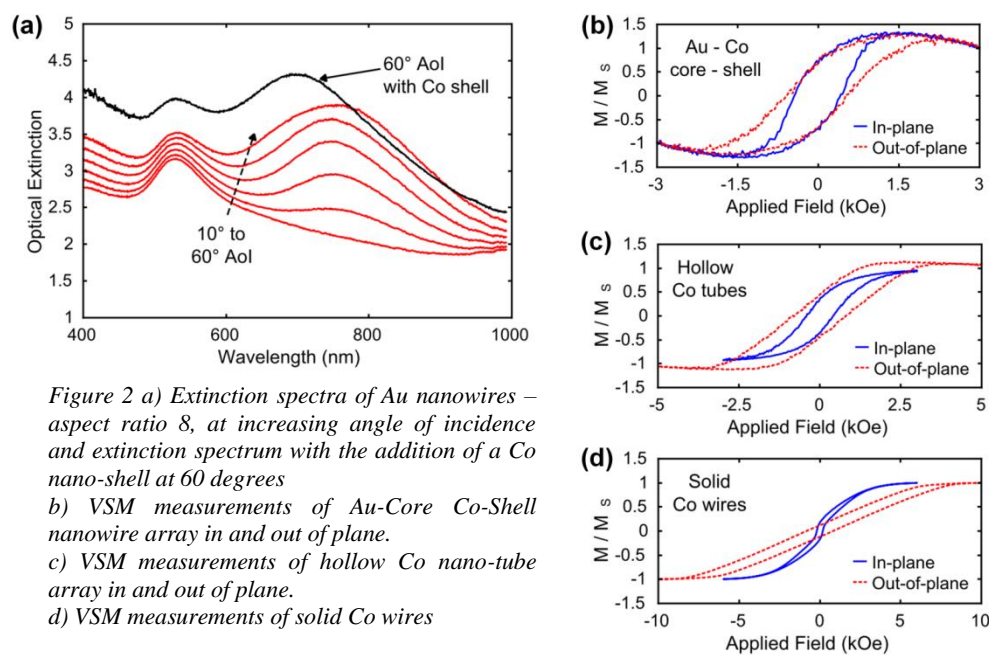 (a)
5
4.5
4
3.5
3
2.5
2
1.5
1
Optical Extinction
60° AoI
with Co shell
10° to
60° AoI
400
600
800
1000
Wavelength (nm)
Figure 2 a) Extinction spectra of Au nanowires –
aspect ratio 8, at increasing angle of incidence
and extinction spectrum with the addition of a Co
nano-shell at 60 degrees
b) VSM measurements of Au-Core Co-Shell
nanowire array in and out of plane.
c) VSM measurements of hollow Co nano-tube
array in and out of plane.
d) VSM measurements of solid Co wires
(b)
1.5
1
0.5
0
-0.5
-1
-1.5
M / M S
Au - Co
core - shell
In-plane
Out-of-plane
-3
-1.5
0
1.5
3
Applied Field (kOe)
(c)
1.5
1
0.5
0
-0.5
-1
-1.5
M / M S
Hollow
Co tubes
In-plane
Out-of-plane
-5
-2.5
0
2.5
5
Applied Field (kOe)
(d)
1.5
1
0.5
0
-0.5
-1
-1.5
M / M S
Solid
Co wires
In-plane
Out-of-plane
-10
-5
0
5
10
Applied Field (kOe)